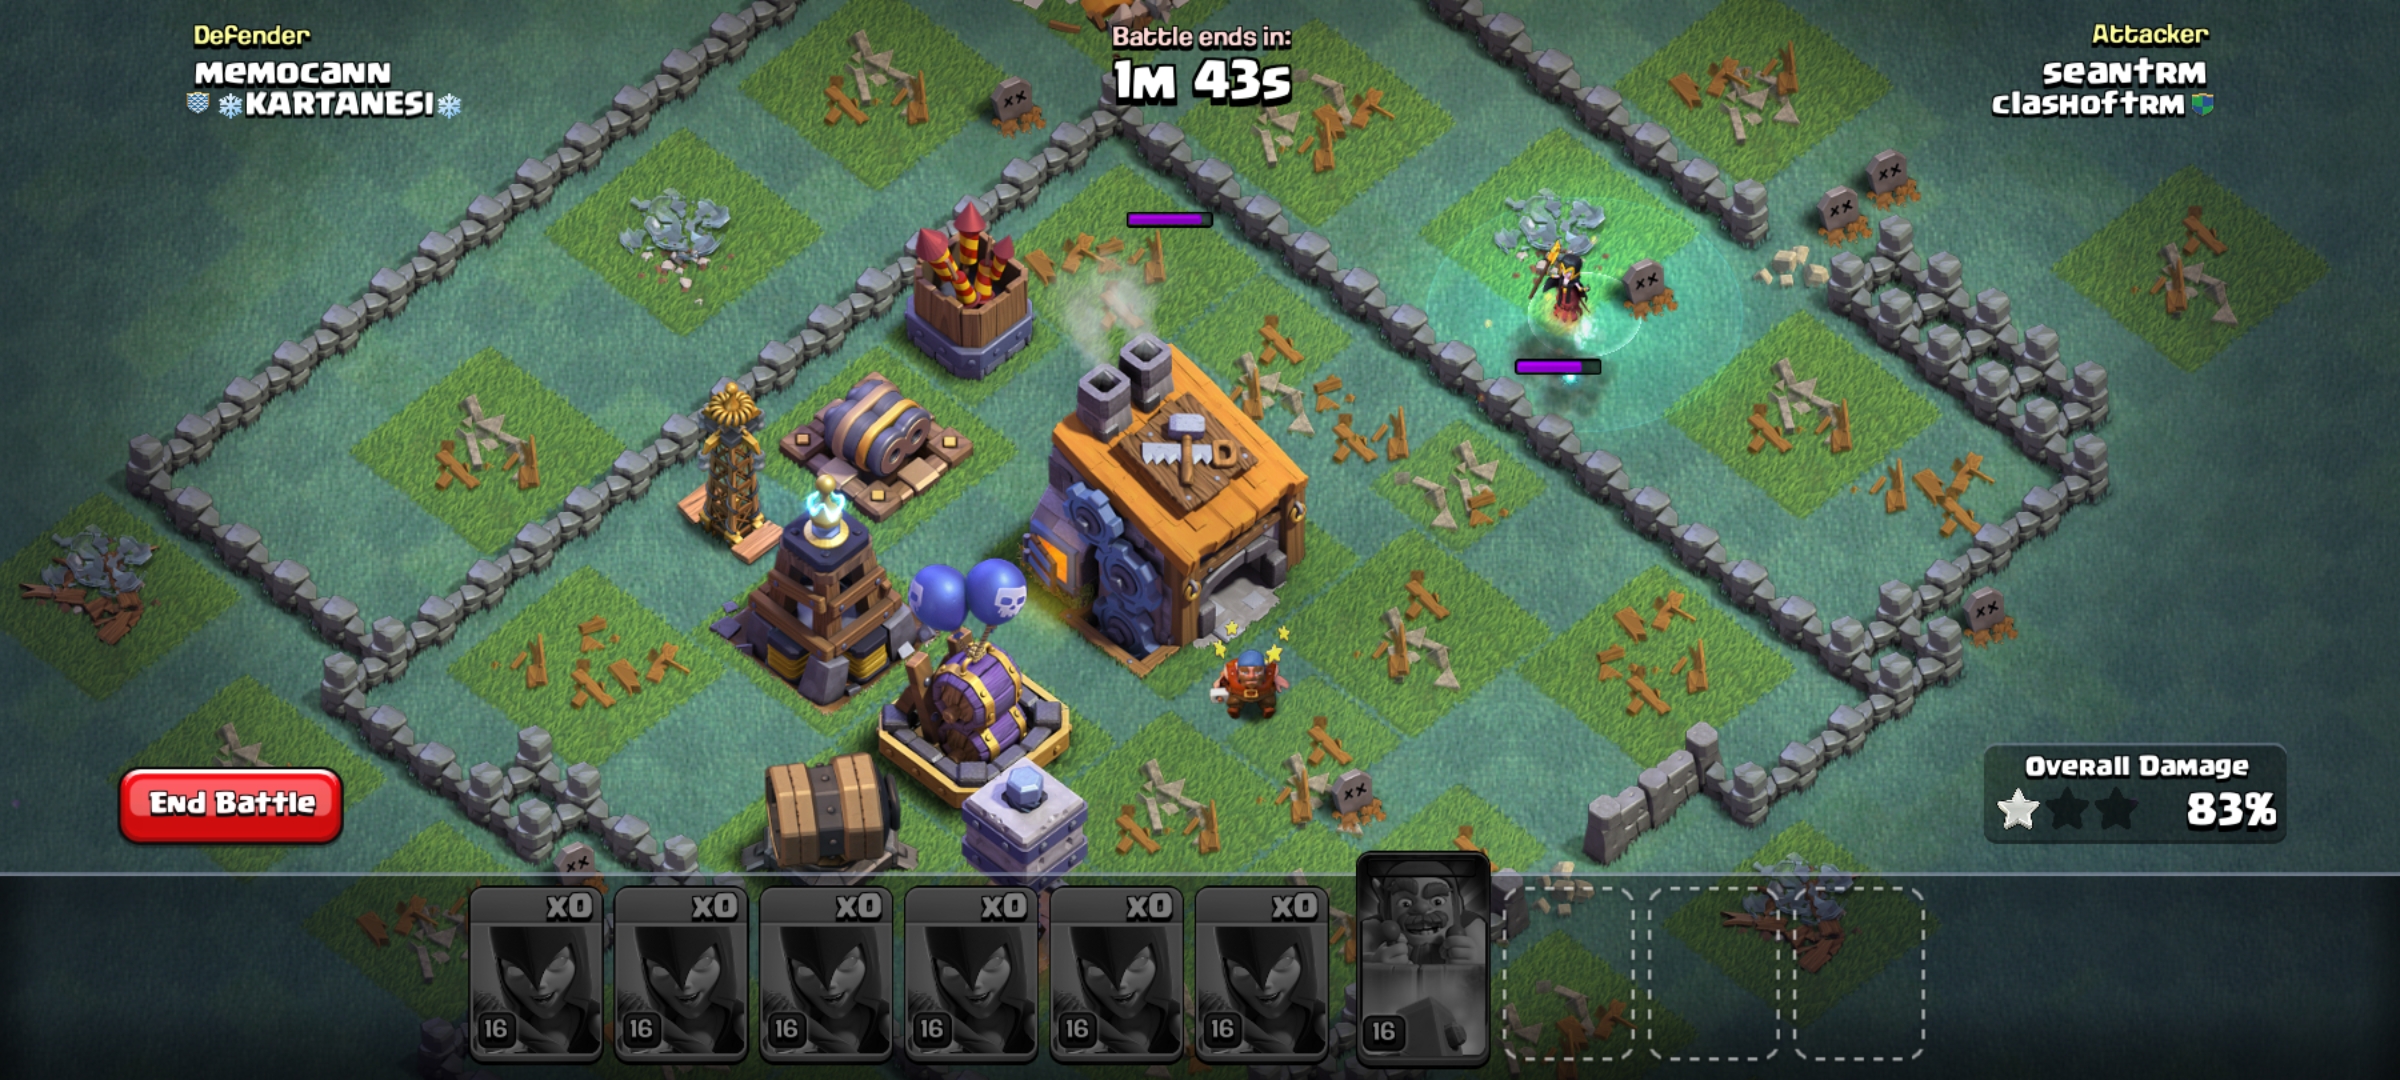 Defender
MEMOCANN
❄KARTANESI❄
Battle ends in:
1M 43s
Attacker
seantRM
clashoftRM
End Battle
Overall Damage
83%
x0 x0 x0 x0 x0 x0
16 16 16 16 16 16 16